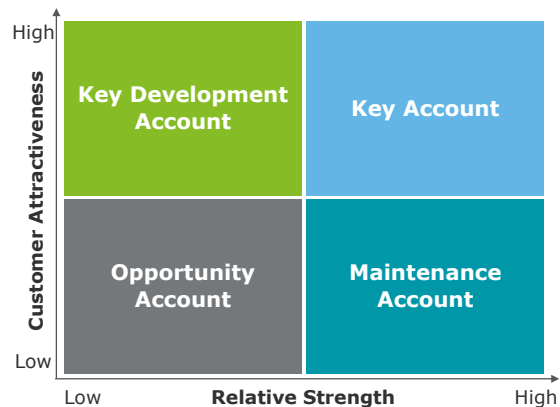 High
Customer Attractiveness
Key Development
Account
Key Account
Opportunity
Account
Maintenance
Account
Low
Low
Relative Strength
High